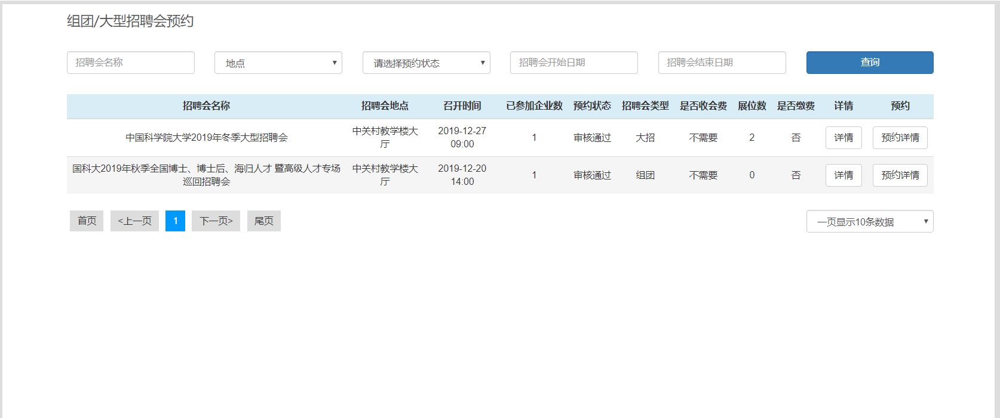 组团/大型招聘会预约
招聘会名称 地点 请选择预约状态 招聘会开始日期 招聘会结束日期 查询
招聘会名称 招聘会地点 召开时间 已参加企业数 预约状态 招聘会类型 是否收会费 展位数 是否缴费 详情 预约
中国科学院大学2019年冬季大型招聘会 中关村教学楼大厅 2019-12-27 09:00 1 审核通过 大招 不需要 2 否 详情 预约详情
国科大2019年秋季全国博士、博士后、海归人才 暨高级人才专场巡回招聘会 中关村教学楼大厅 2019-12-20 14:00 1 审核通过 组团 不需要 0 否 详情 预约详情
首页 <上一页 1 下一页> 尾页 一页显示10条数据